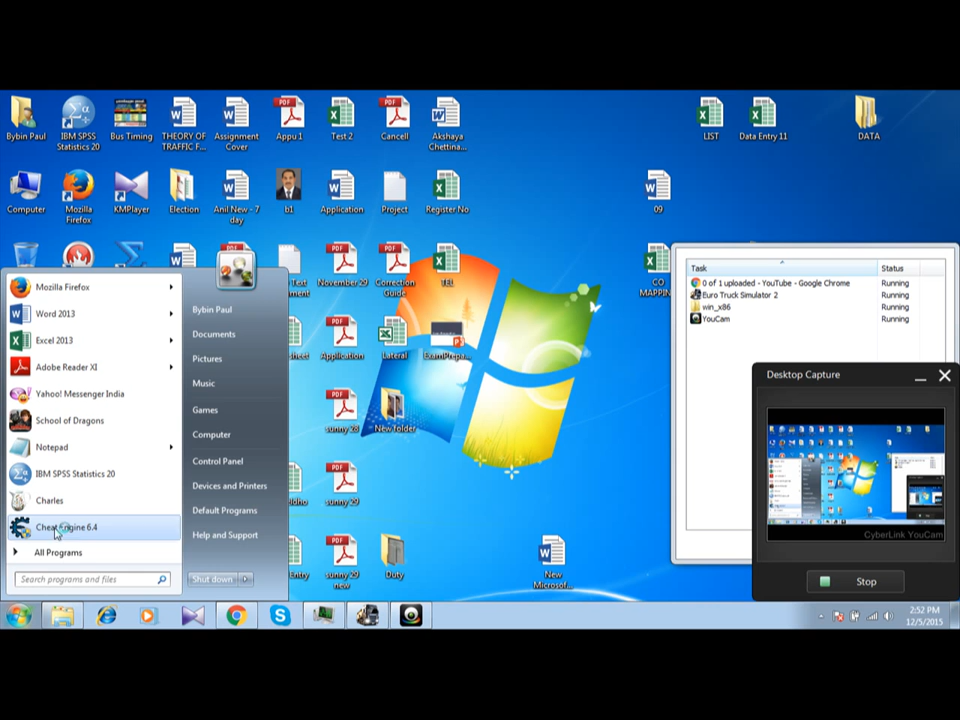 Bybin Paul
IBM SPSS
Statistics 20
Bus Timing
THEORY OF
TRAFFIC F...
Assignment
Cover
Appu 1
Test 2
Cancell
Akshaya
Chettina...
LIST
Data Entry 11
DATA
Computer
Mozilla
Firefox
KMPlayer
Election
Anil New - 7
day
b1
Application
Project
Register No
09
November 29
Correction
Guide
TEL
CO
MAPPIN
Application
Lateral
ExamPrepa...
sunny 28
New folder
sunny 29
Entry
sunny 29
new
Duty
New
Microsof...
Mozilla Firefox
Word 2013
Excel 2013
Adobe Reader XI
Yahoo! Messenger India
School of Dragons
Notepad
IBM SPSS Statistics 20
Charles
Cheat Engine 6.4
All Programs
Search programs and files
Bybin Paul
Documents
Pictures
Music
Games
Computer
Control Panel
Devices and Printers
Default Programs
Help and Support
Shut down
Task Status
0 of 1 uploaded - YouTube - Google Chrome Running
Euro Truck Simulator 2 Running
win_x86 Running
YouCam Running
Desktop Capture
CyberLink YouCam
Stop
2:52 PM
12/5/2015